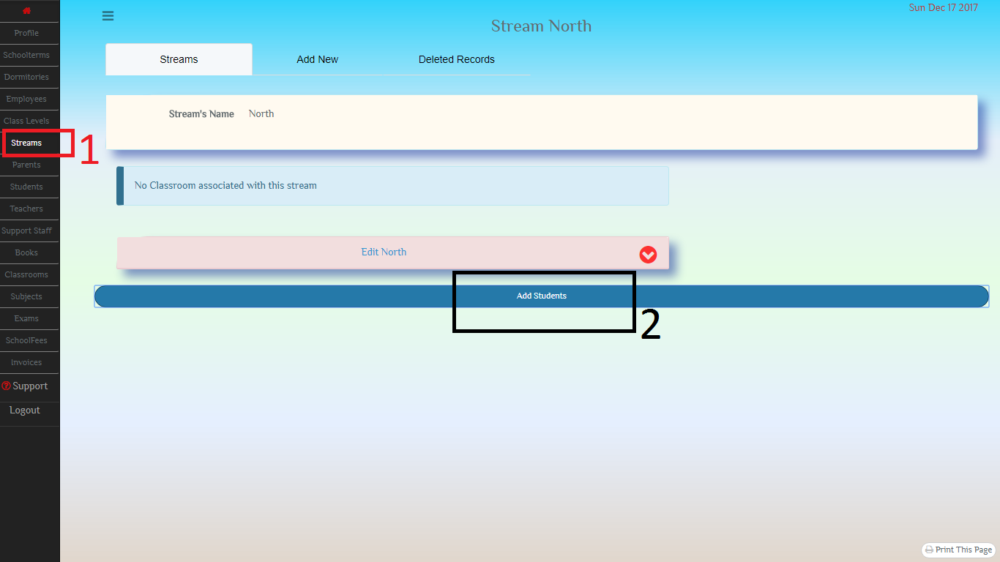 Sun Dec 17 2017
Stream North
Profile
Schoolterms
Dormitories
Employees
Class Levels
Streams
1
Parents
Students
Teachers
Support Staff
Books
Classrooms
Subjects
Exams
SchoolFees
Invoices
Support
Logout
Streams
Add New
Deleted Records
Stream's Name North
No Classroom associated with this stream
Edit North
Add Students
2
Print This Page